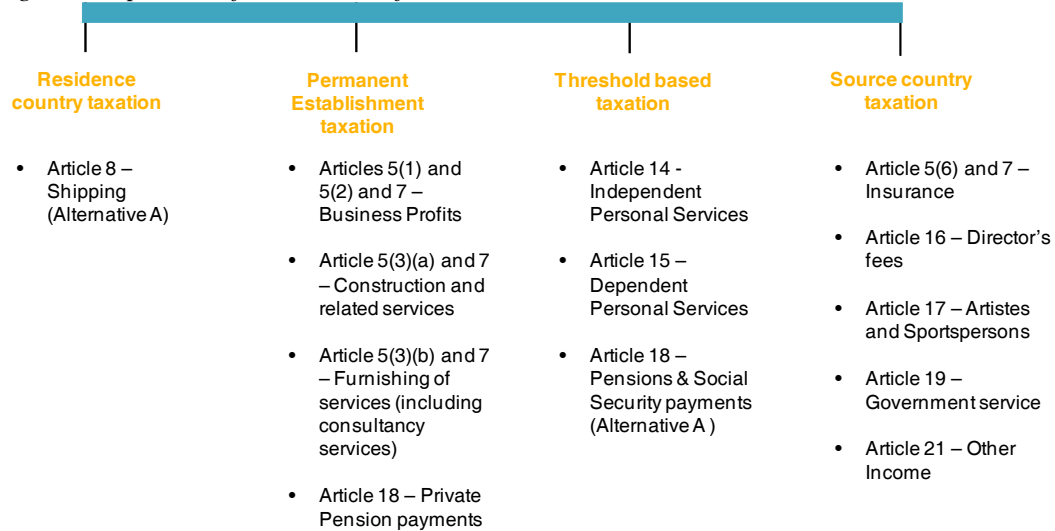 Residence
country taxation
• Article 8 –
Shipping
(Alternative A)
Permanent
Establishment
taxation
• Articles 5(1) and
5(2) and 7 –
Business Profits
• Article 5(3)(a) and 7
– Construction and
related services
• Article 5(3)(b) and 7
– Furnishing of
services (including
consultancy
services)
• Article 18 – Private
Pension payments
Threshold based
taxation
• Article 14 -
Independent
Personal Services
• Article 15 –
Dependent
Personal Services
• Article 18 –
Pensions & Social
Security payments
(Alternative A )
Source country
taxation
• Article 5(6) and 7 –
Insurance
• Article 16 – Director's
fees
• Article 17 – Artistes
and Sportspersons
• Article 19 –
Government service
• Article 21 – Other
Income